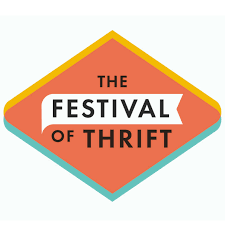 THE
FESTIVAL
OF THRIFT